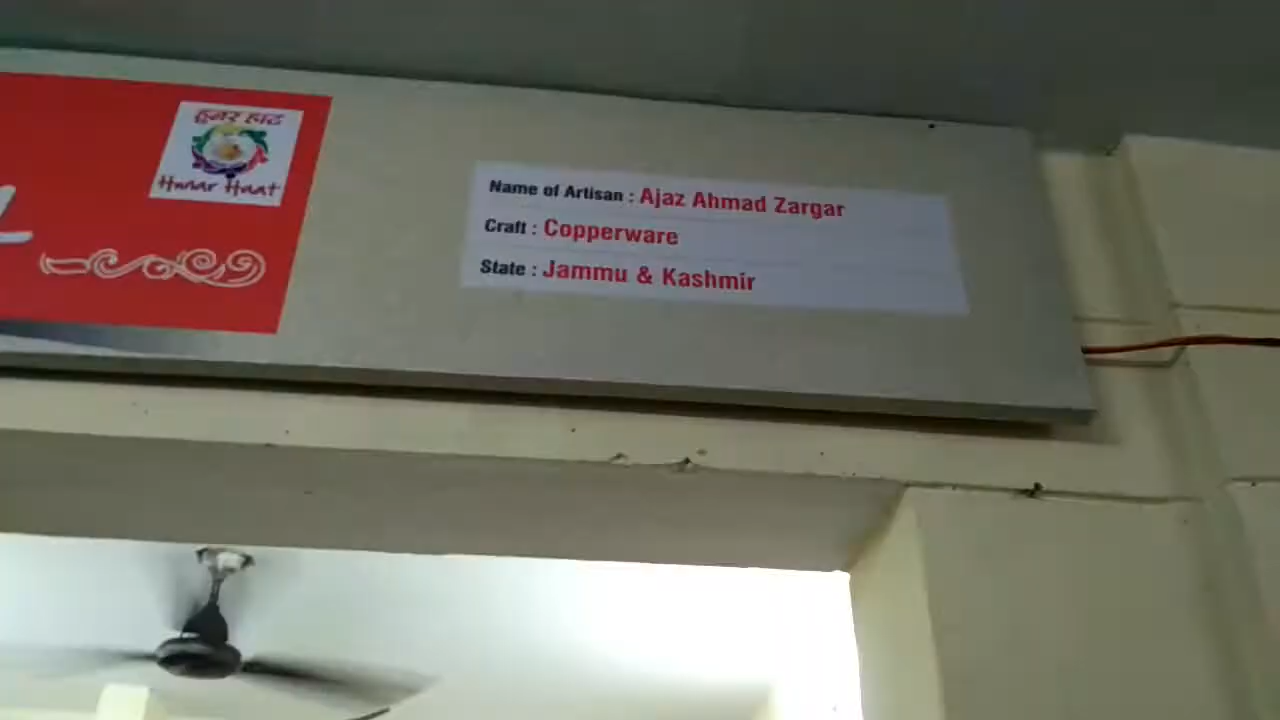 हुनर हाट
Hunar Haat
Name of Artisan : Ajaz Ahmad Zargar
Craft : Copperware
State : Jammu & Kashmir